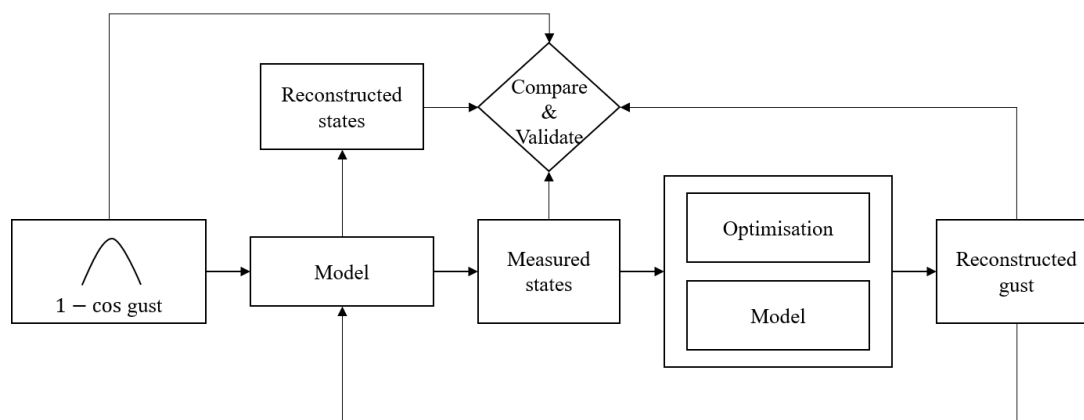 Compare
&
Validate
Reconstructed
states
1 − cos gust
Model
Measured
states
Optimisation
Model
Reconstructed
gust